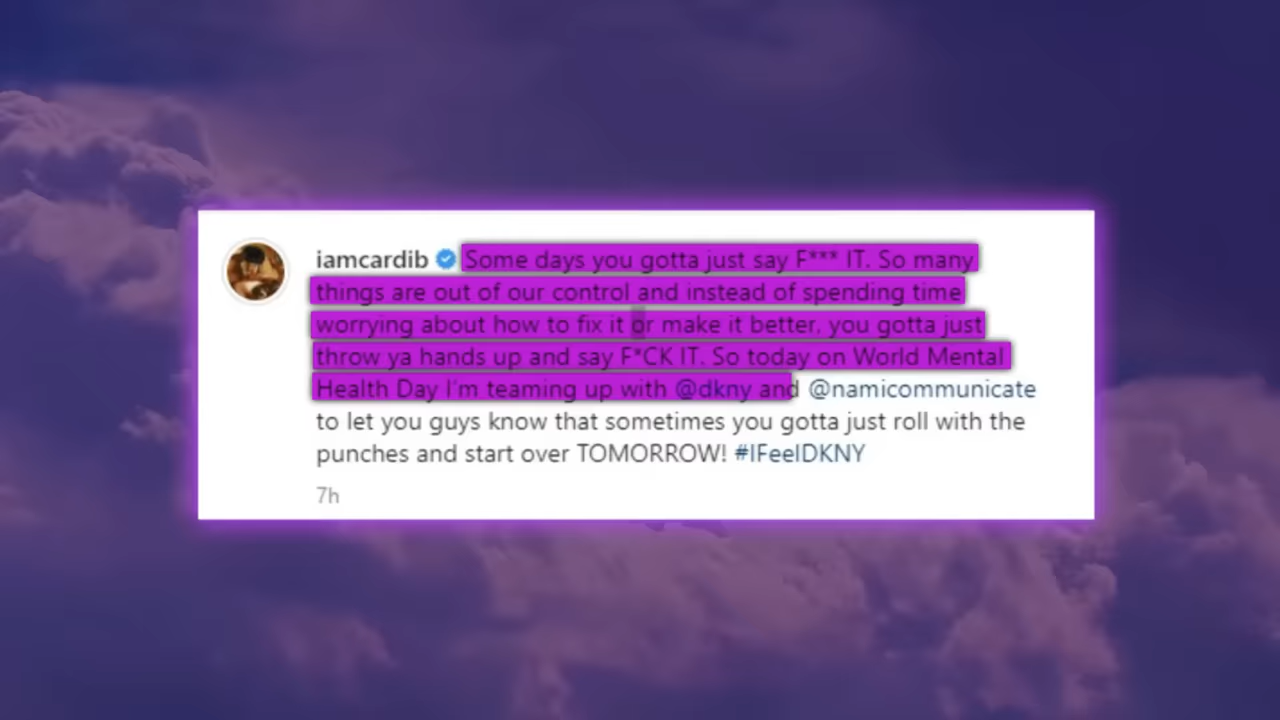 iamcardib Some days you gotta just say F*** IT. So many
things are out of our control and instead of spending time
worrying about how to fix it or make it better, you gotta just
throw ya hands up and say F*CK IT. So today on World Mental
Health Day I'm teaming up with @dkny and @namicommunicate
to let you guys know that sometimes you gotta just roll with the
punches and start over TOMORROW! #IFeelDKNY
7h